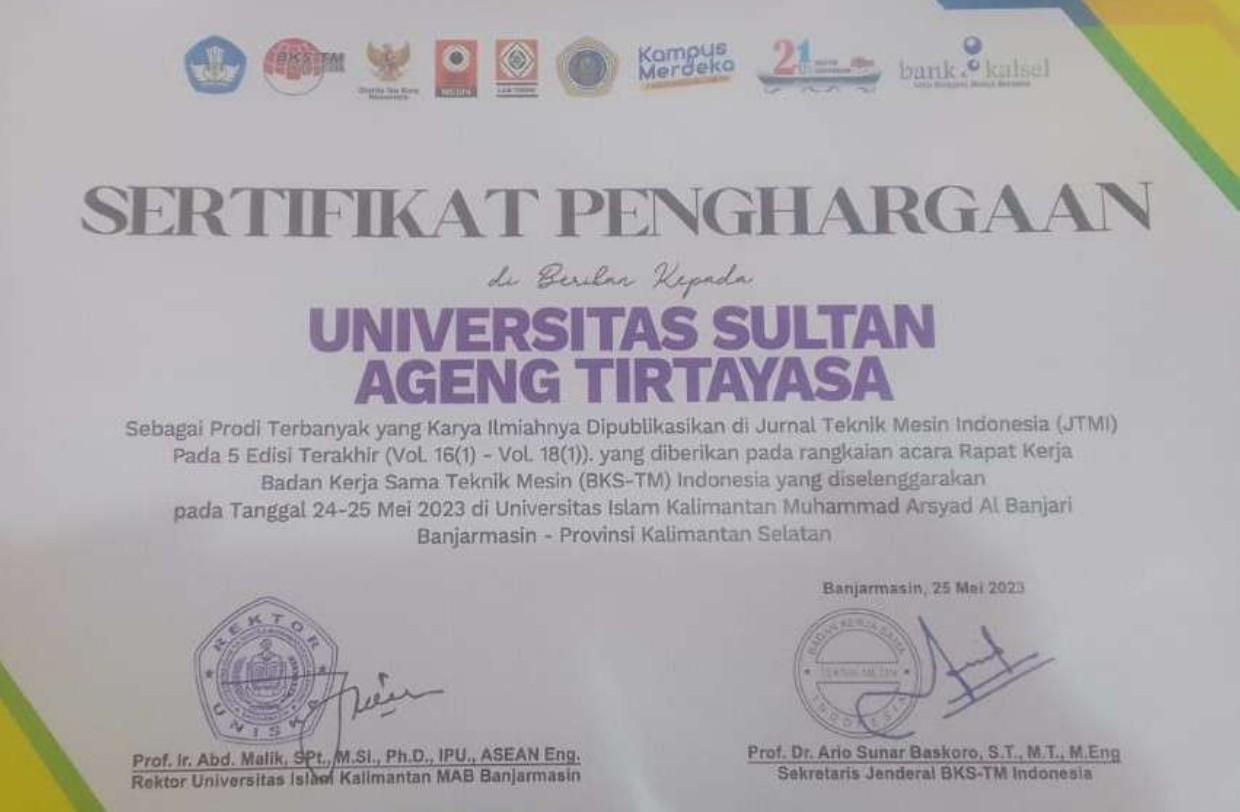 BKS-TM
Kampus
Merdeka
21
bank kalsel
SERTIFIKAT PENGHARGAAN
di Berikan Kepada
UNIVERSITAS SULTAN
AGENG TIRTAYASA
Sebagai Prodi Terbanyak yang Karya Ilmiahnya Dipublikasikan di Jurnal Teknik Mesin Indonesia (JTMI)
Pada 5 Edisi Terakhir (Vol. 16(1) - Vol. 18(1)). yang diberikan pada rangkaian acara Rapat Kerja
Badan Kerja Sama Teknik Mesin (BKS-TM) Indonesia yang diselenggarakan
pada Tanggal 24-25 Mei 2023 di Universitas Islam Kalimantan Muhammad Arsyad Al Banjari
Banjarmasin - Provinsi Kalimantan Selatan
Banjarmasin, 25 Mei 2023
REKTOR
UNISKA
BADAN KERJA SAMA
TEKNIK MESIN
INDONESIA
Prof. Ir. Abd. Malik, SPt., M.Si., Ph.D., IPU., ASEAN Eng.
Rektor Universitas Islam Kalimantan MAB Banjarmasin
Prof. Dr. Ario Sunar Baskoro, S.T., M.T., M.Eng
Sekretaris Jenderal BKS-TM Indonesia